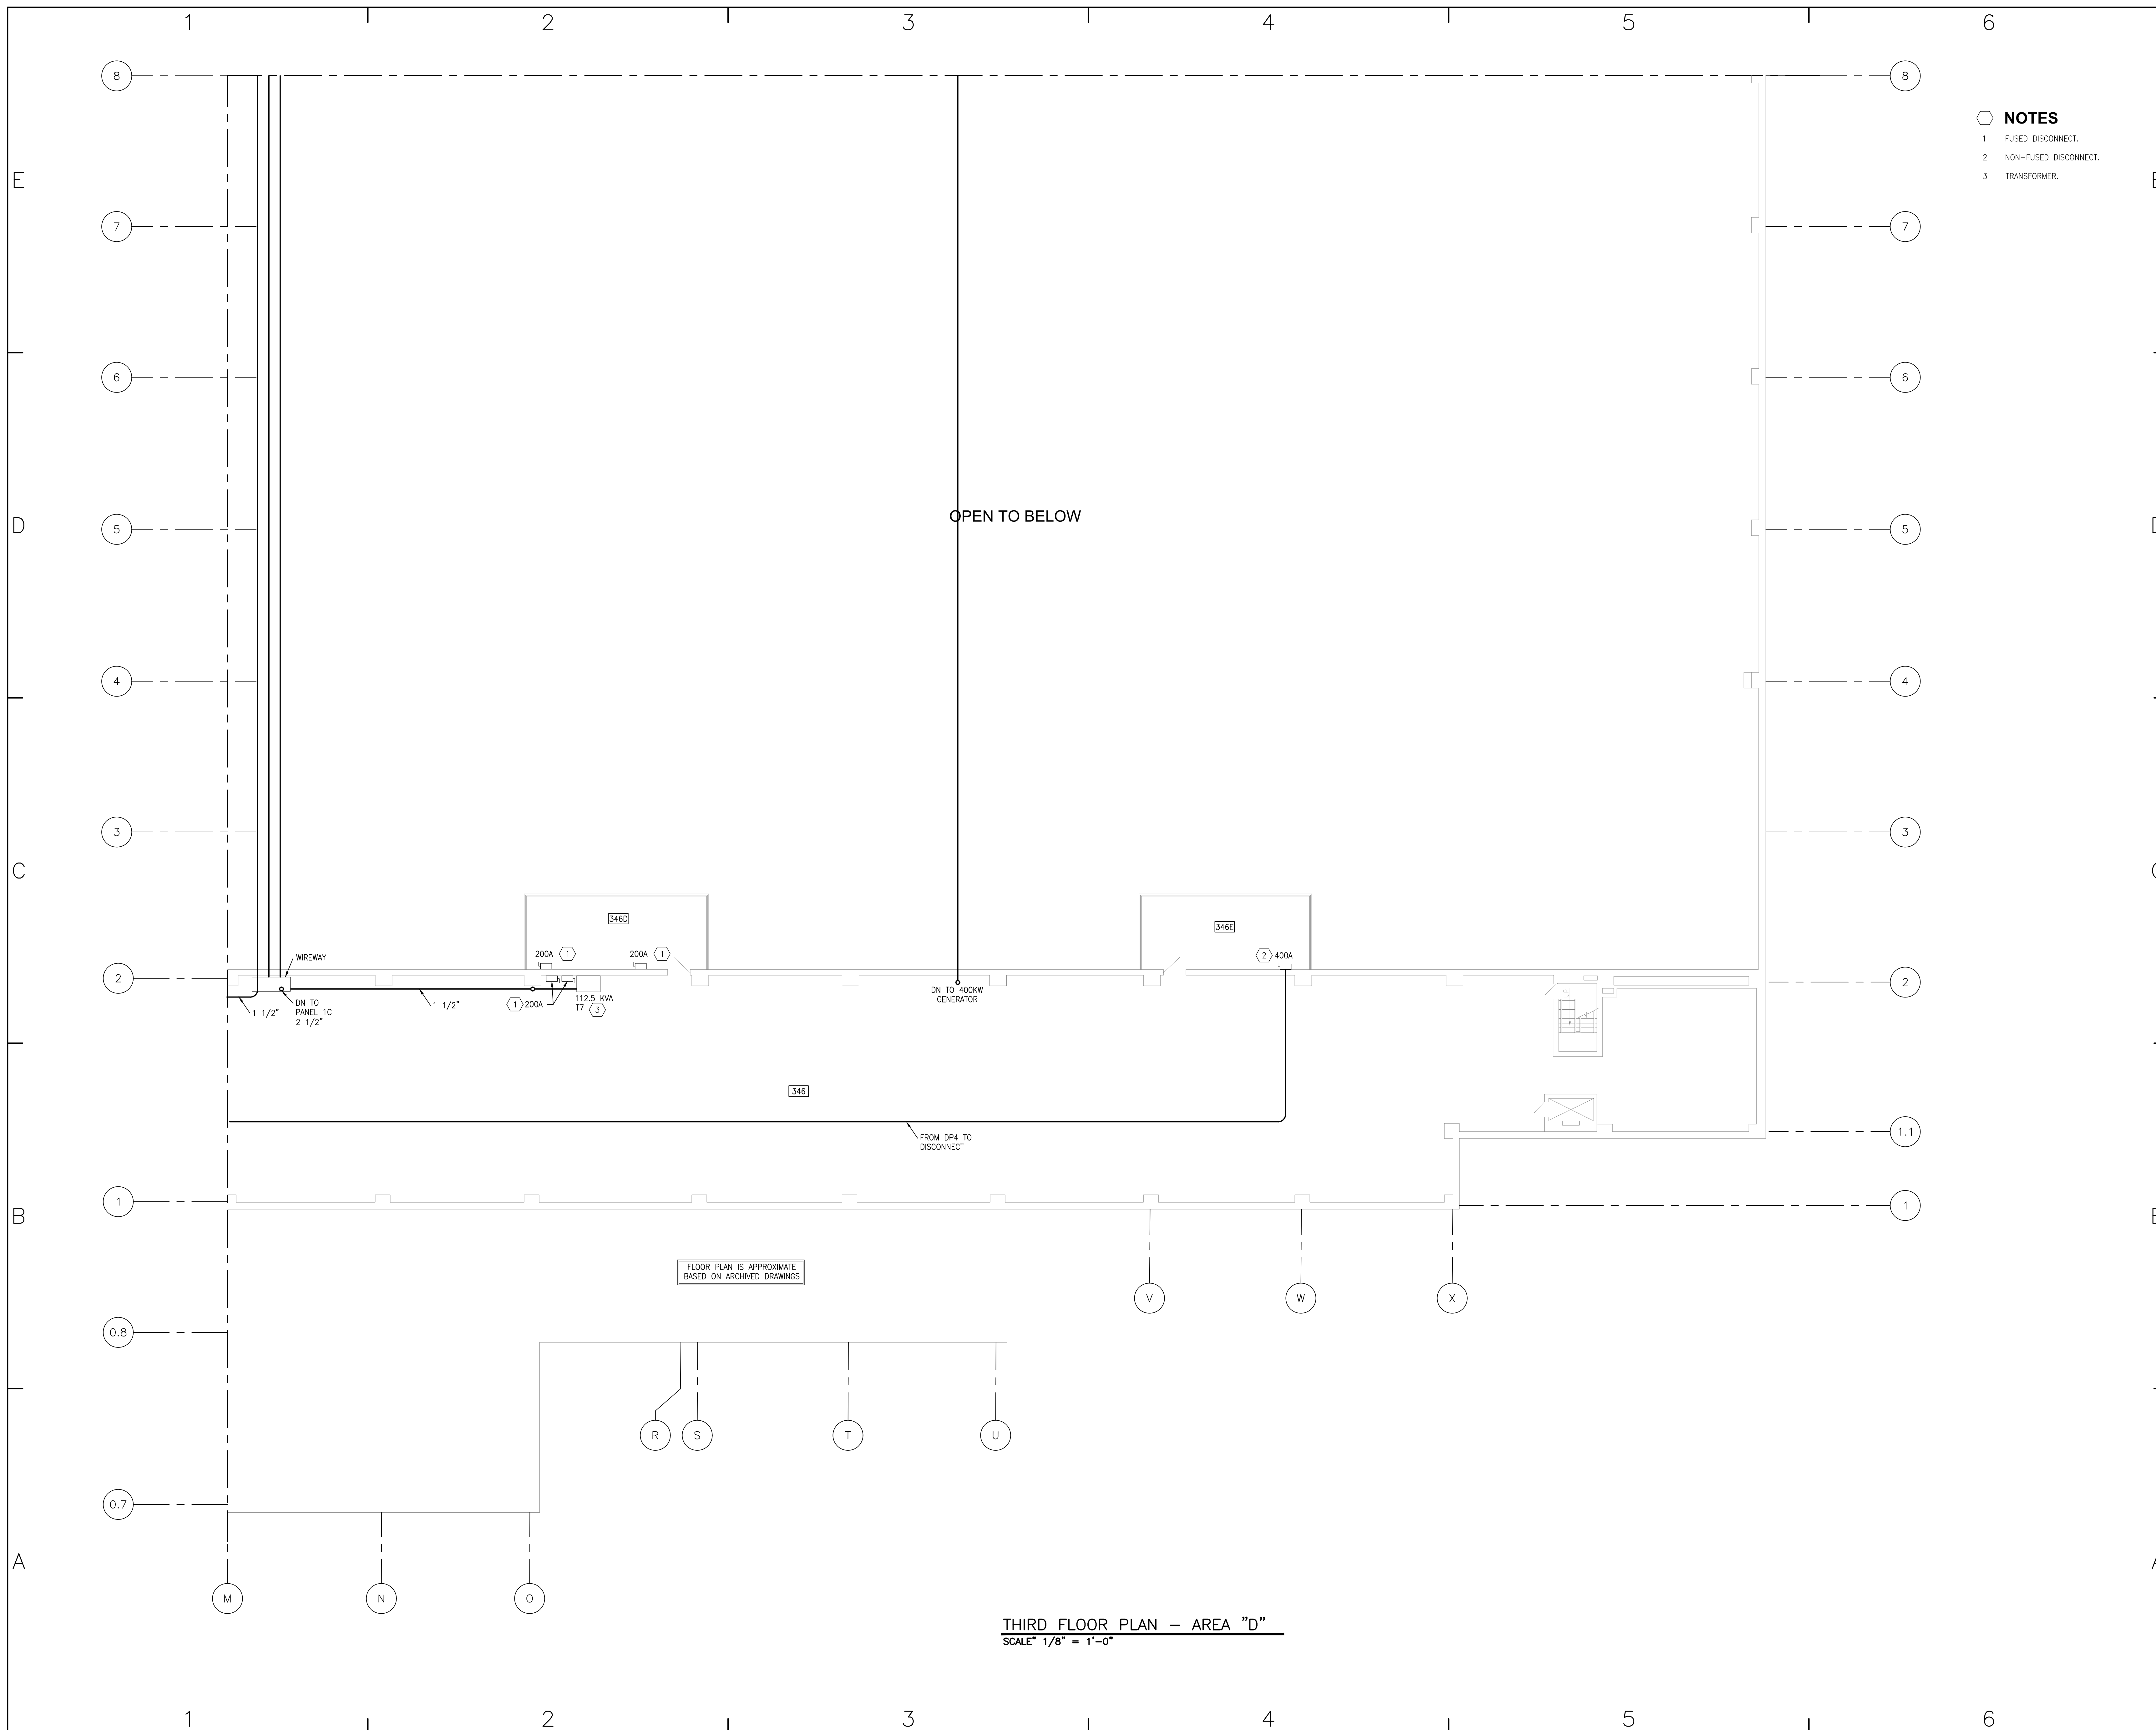 1 2 3 4 5 6
8 8
NOTES
1 FUSED DISCONNECT.
2 NON-FUSED DISCONNECT.
3 TRANSFORMER.
E
7 7
6 6
D
OPEN TO BELOW
5 5
4 4
3 3
C
346D
346E
200A 1
200A 1
2 400A
WIREWAY
2 2
DN TO
PANEL 1C
2 1/2"
1 1/2"
1 1/2"
1 200A
112.5 KVA
T7 3
DN TO 400KW
GENERATOR
346
FROM DP4 TO
DISCONNECT
1.1
1 1
B
FLOOR PLAN IS APPROXIMATE
BASED ON ARCHIVED DRAWINGS
V W X
0.8
R S T U
0.7
A
M N O
THIRD FLOOR PLAN – AREA "D"
SCALE" 1/8" = 1'-0"
1 2 3 4 5 6